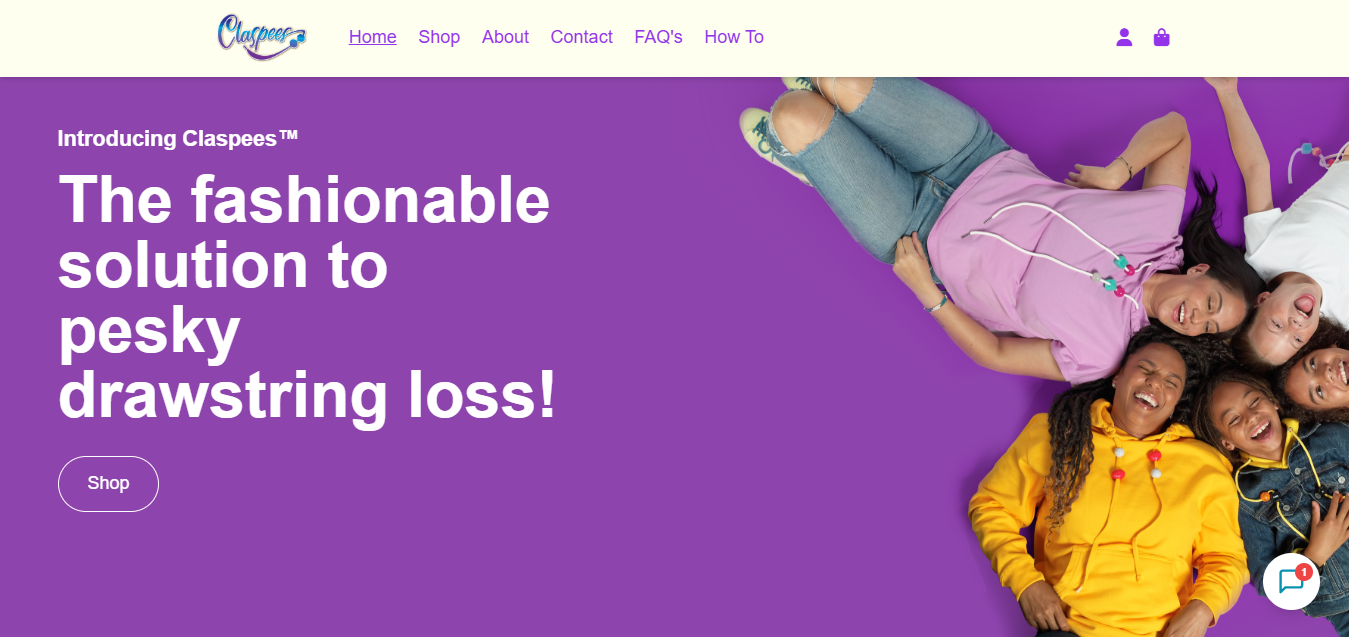 Claspees
Home Shop About Contact FAQ's How To
Introducing Claspees™
The fashionable
solution to
pesky
drawstring loss!
Shop
1